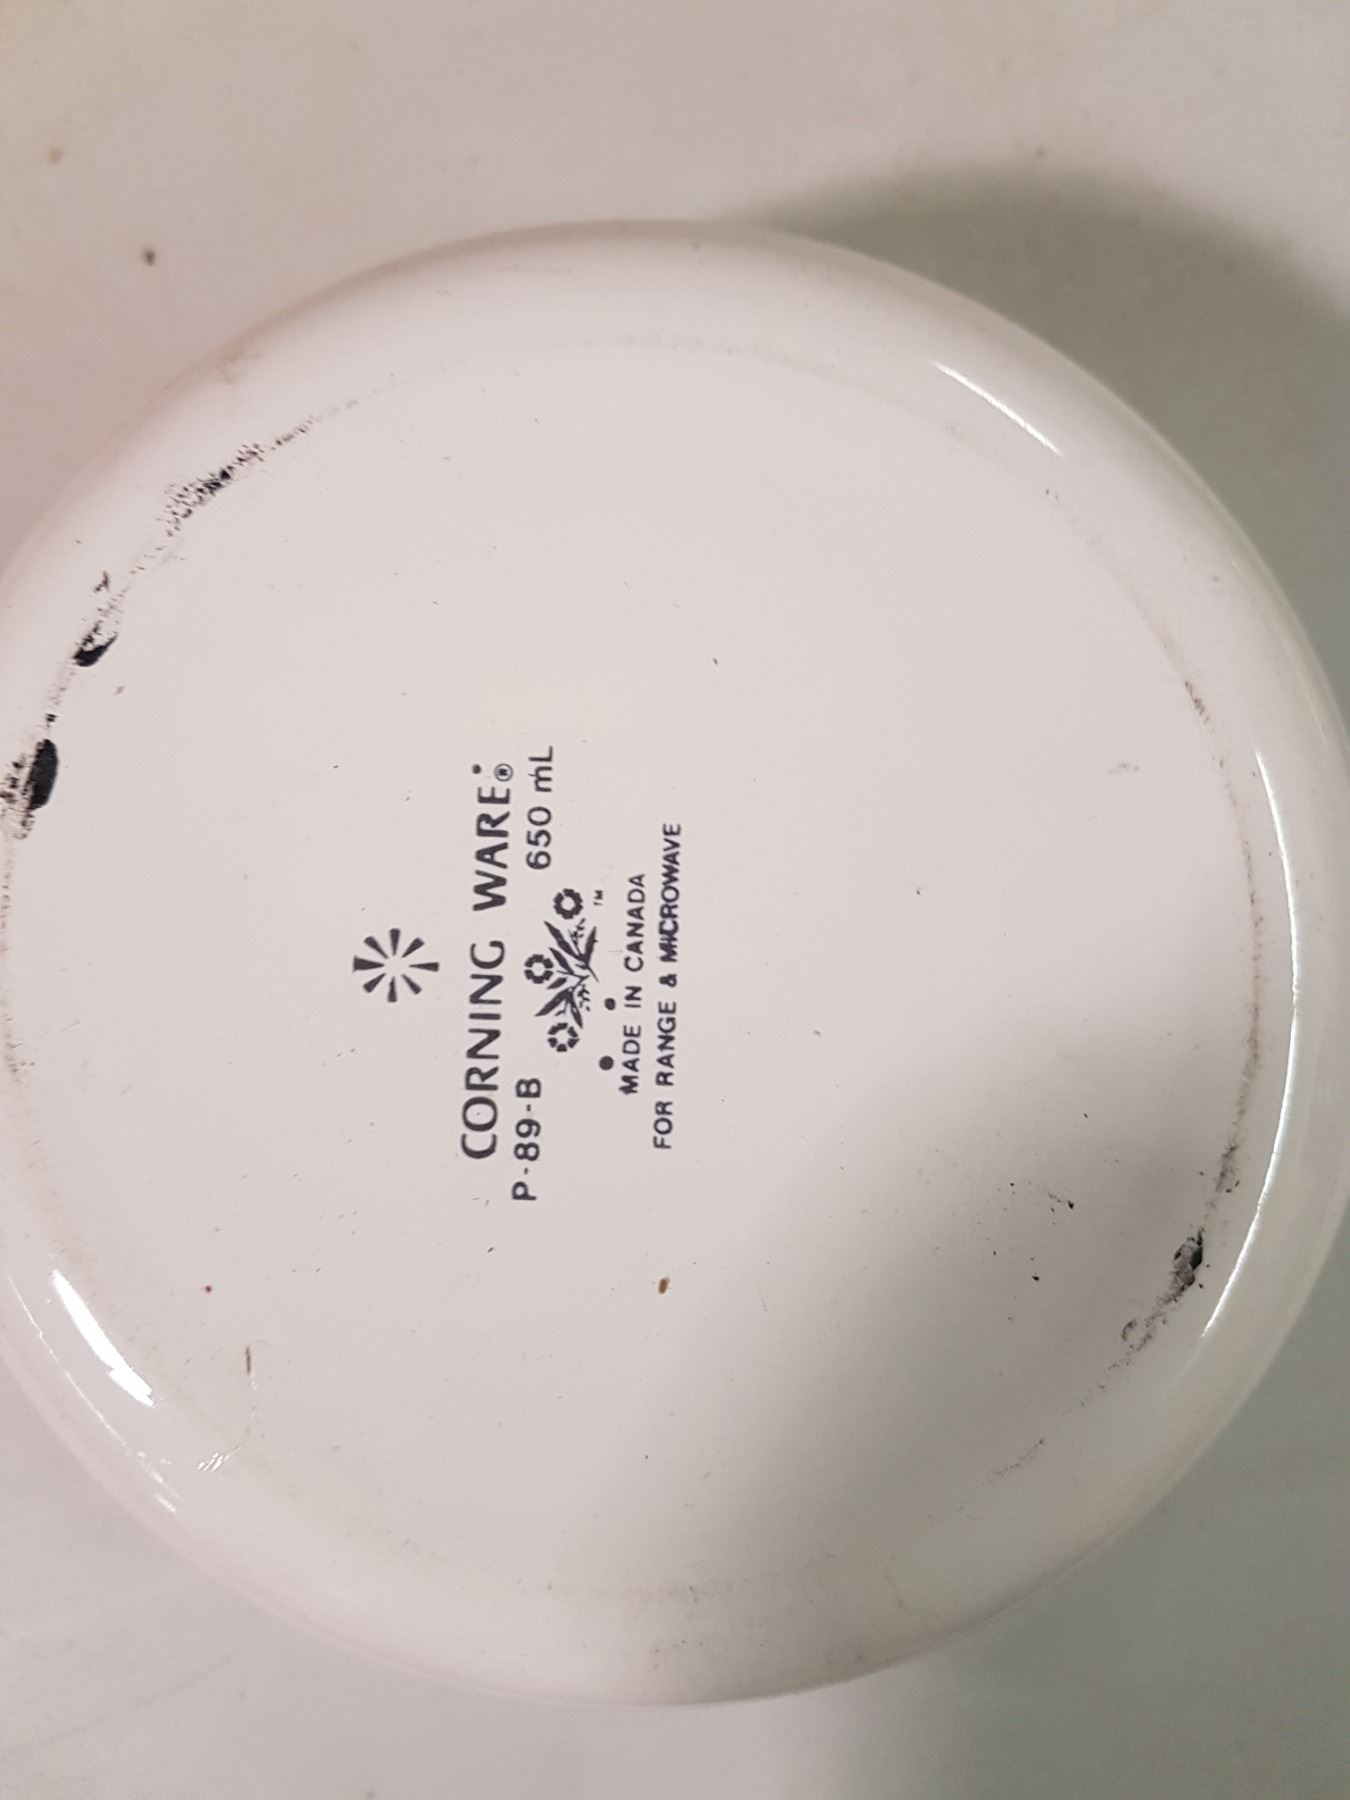 CORNING WARE®
P-89-B 650 mL
™
MADE IN CANADA
FOR RANGE & MICROWAVE